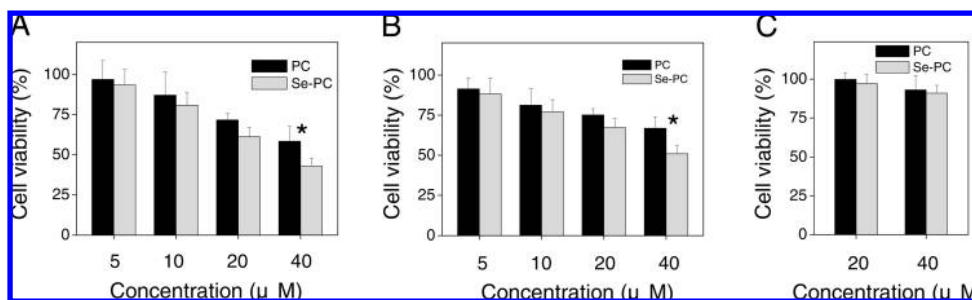 A
Cell viability (%)
100
75
50
25
0
PC
Se-PC
*
5 10 20 40
Concentration (μ M)
B
Cell viability (%)
100
75
50
25
0
PC
Se-PC
*
5 10 20 40
Concentration (μ M)
C
Cell viability (%)
100
75
50
25
0
PC
Se-PC
20 40
Concentration (μ M)